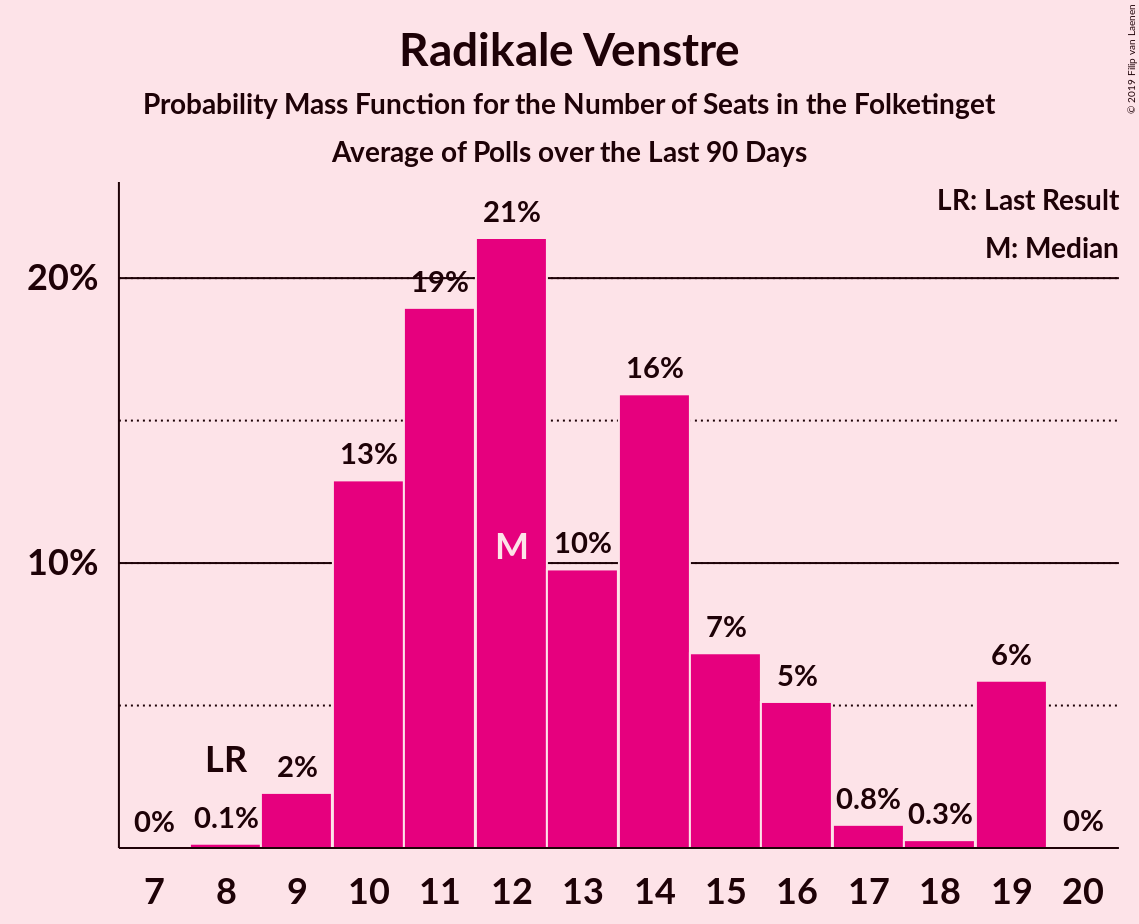 Radikale Venstre
Probability Mass Function for the Number of Seats in the Folketinget
Average of Polls over the Last 90 Days
© 2019 Filip van Laenen
LR: Last Result
M: Median
20%
10%
0%
0.1%
LR
2%
13%
19%
21%
M
10%
16%
7%
5%
0.8%
0.3%
6%
0%
7 8 9 10 11 12 13 14 15 16 17 18 19 20